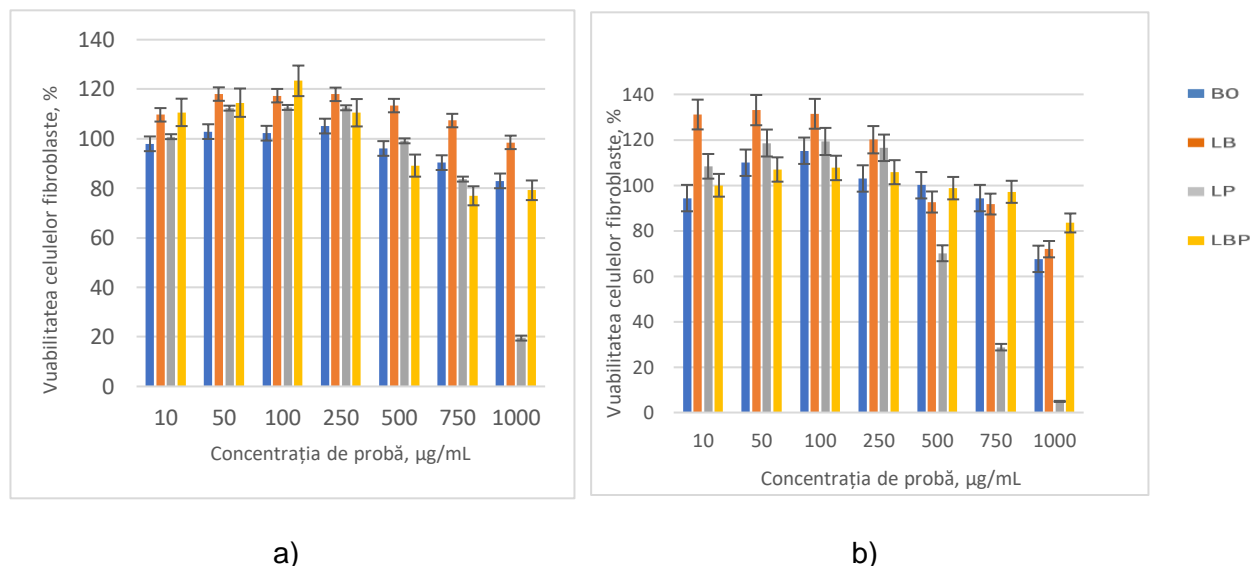 Vuabilitatea celulelor fibroblaste, %
140
120
100
80
60
40
20
0
10 50 100 250 500 750 1000
Concentrația de probă, µg/mL
a)
Vuabilitatea celulelor fibroblaste, %
140
120
100
80
60
40
20
0
10 50 100 250 500 750 1000
Concentrația de probă, µg/mL
b)
BO
LB
LP
LBP